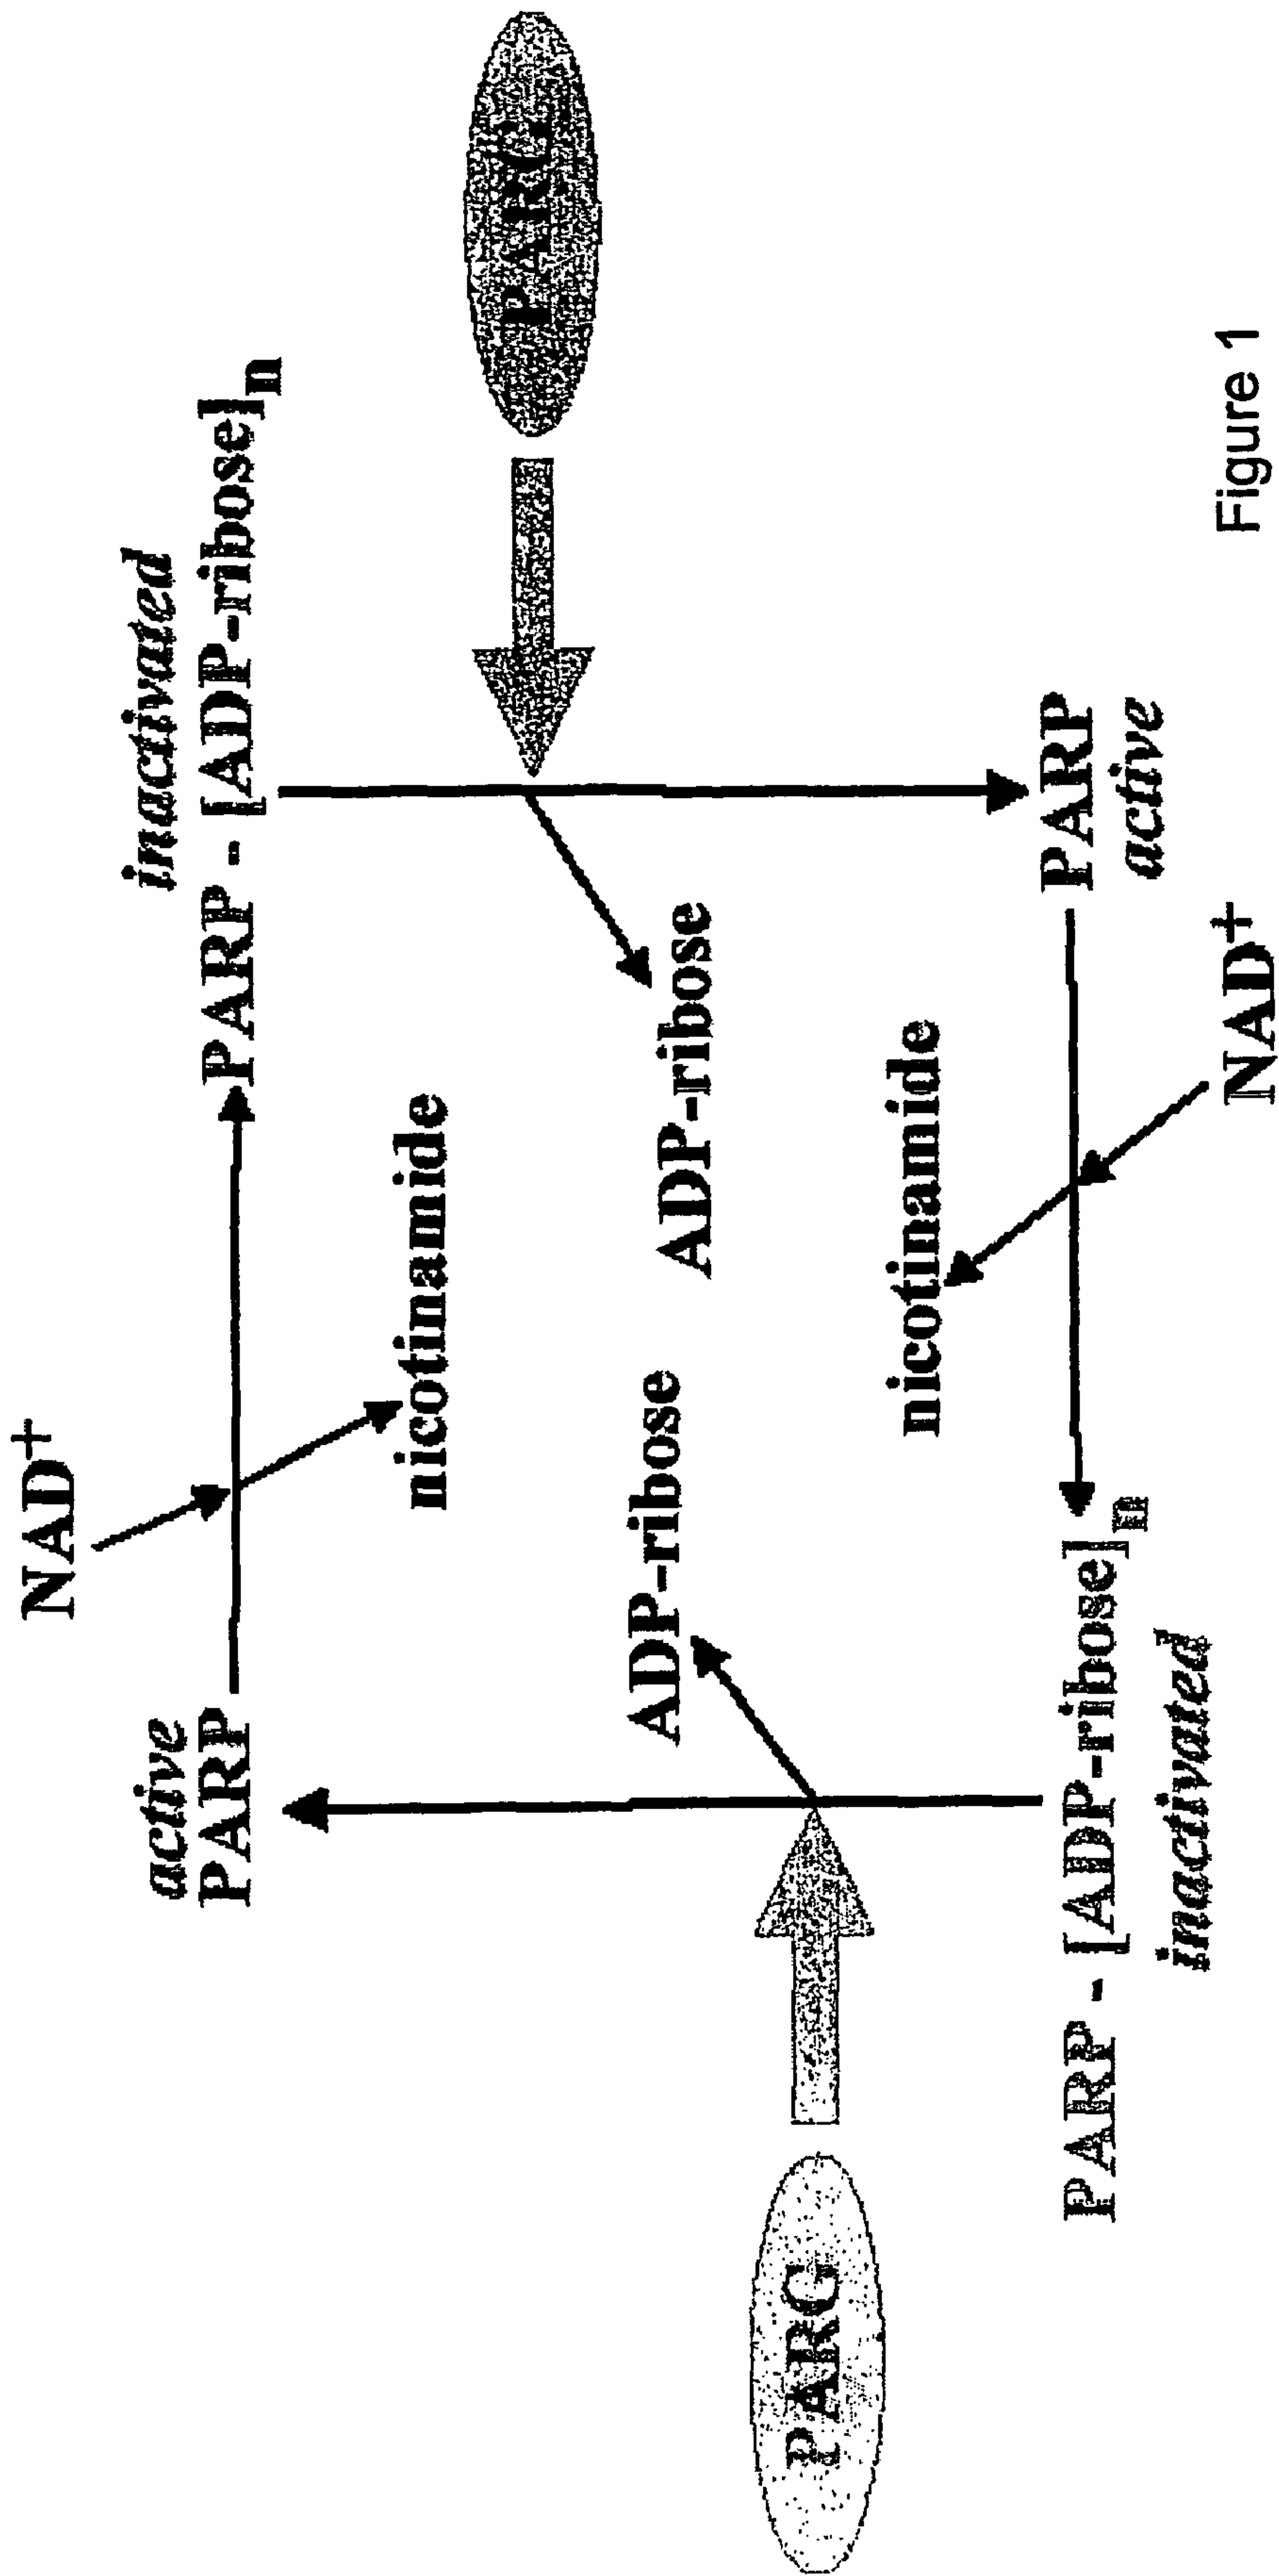 NAD+
active inactivated
PARP PARP - [ADP-ribose]n
nicotinamide
PARG
ADP-ribose
ADP-ribose
PARG
nicotinamide
PARP - [ADP-ribose]n PARP
inactivated active
NAD+
Figure 1